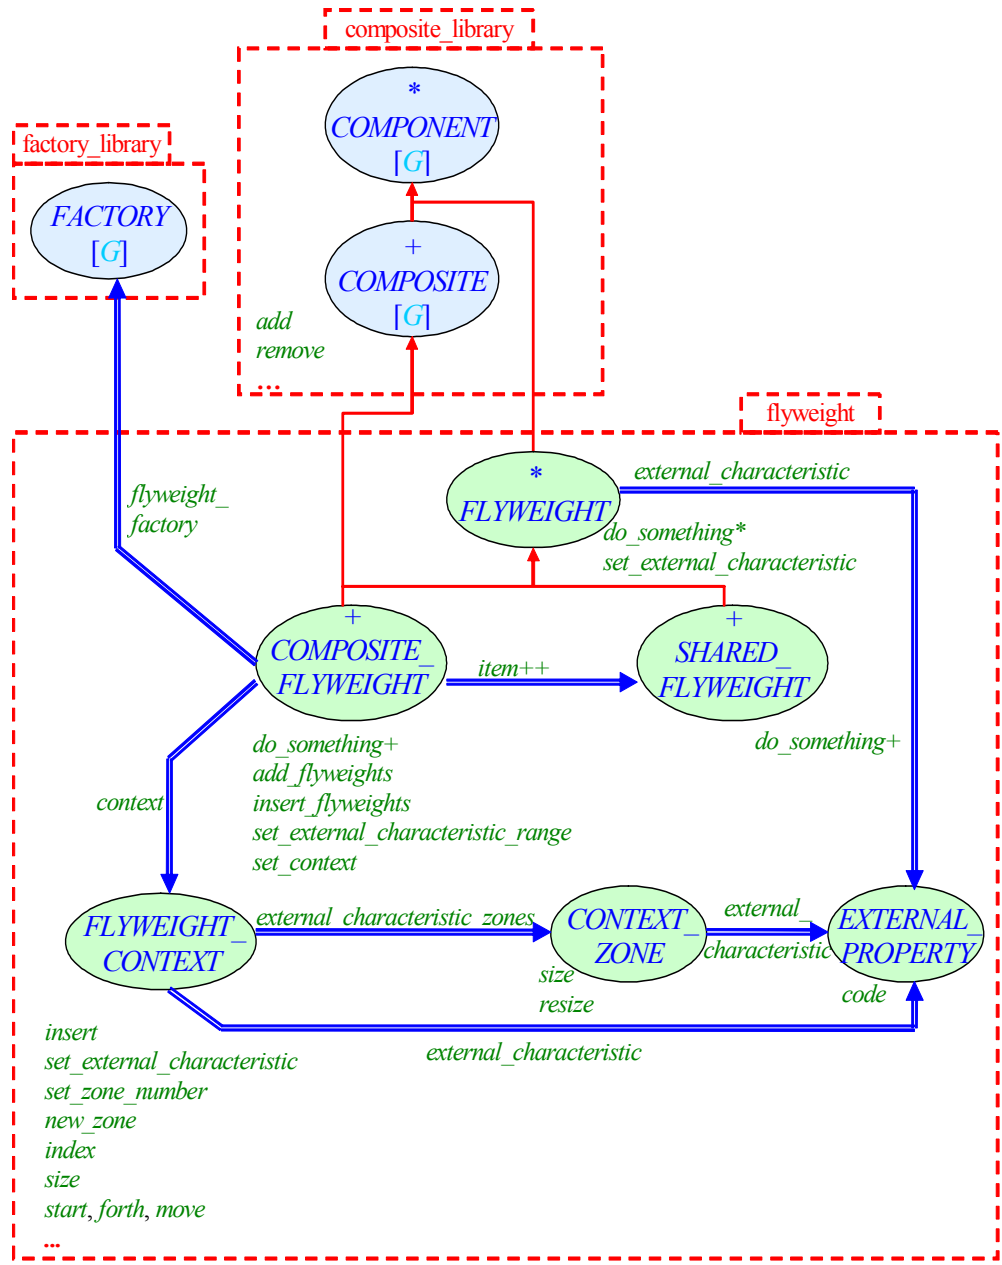 composite_library
*
COMPONENT
[G]
factory_library
FACTORY
[G]
+
COMPOSITE
[G]
add
remove
...
flyweight
*
FLYWEIGHT
external_characteristic
flyweight_
factory
do_something*
set_external_characteristic
+
COMPOSITE_
FLYWEIGHT
item++
+
SHARED_
FLYWEIGHT
do_something+
add_flyweights
insert_flyweights
set_external_characteristic_range
set_context
do_something+
context
FLYWEIGHT_
CONTEXT
external_characteristic_zones
CONTEXT_
ZONE
external_
characteristic
EXTERNAL_
PROPERTY
size
resize
code
insert
set_external_characteristic
set_zone_number
new_zone
index
size
start, forth, move
...
external_characteristic